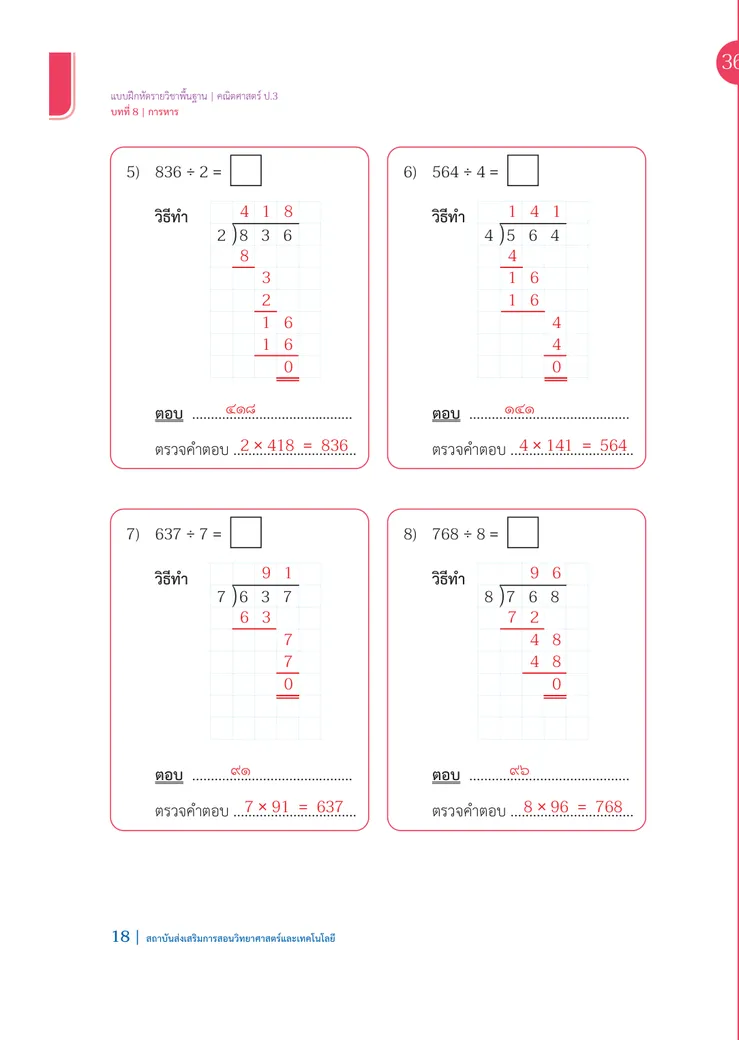 36
แบบฝึกหัดรายวิชาพื้นฐาน | คณิตศาสตร์ ป.3
บทที่ 8 | การหาร
5) 836 ÷ 2 =
วิธีทำ
4 1 8
2 ) 8 3 6
8
3
2
1 6
1 6
0
ตอบ ๔๑๘
ตรวจคำตอบ 2 × 418 = 836
6) 564 ÷ 4 =
วิธีทำ
1 4 1
4 ) 5 6 4
4
1 6
1 6
4
4
0
ตอบ ๑๔๑
ตรวจคำตอบ 4 × 141 = 564
7) 637 ÷ 7 =
วิธีทำ
9 1
7 ) 6 3 7
6 3
7
7
0
ตอบ ๙๑
ตรวจคำตอบ 7 × 91 = 637
8) 768 ÷ 8 =
วิธีทำ
9 6
8 ) 7 6 8
7 2
4 8
4 8
0
ตอบ ๙๖
ตรวจคำตอบ 8 × 96 = 768
18 | สถาบันส่งเสริมการสอนวิทยาศาสตร์และเทคโนโลยี